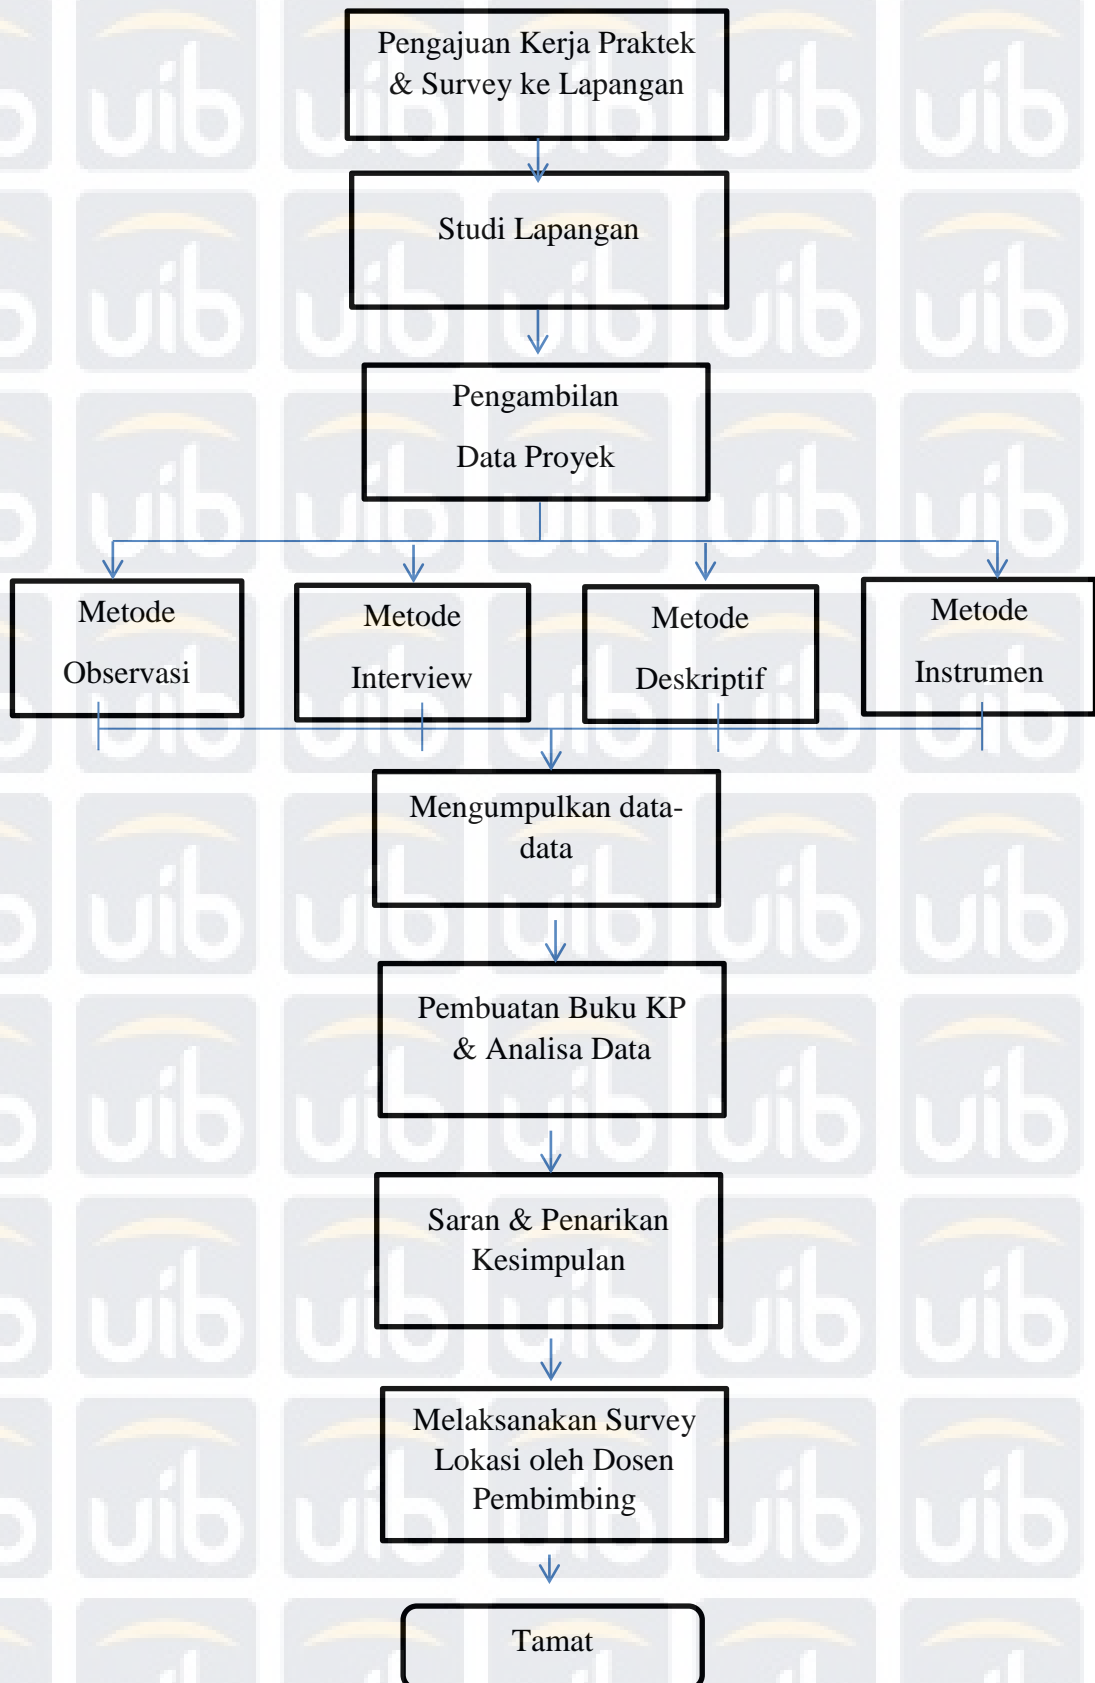 Pengajuan Kerja Praktek
& Survey ke Lapangan
Studi Lapangan
Pengambilan
Data Proyek
Metode
Observasi
Metode
Interview
Metode
Deskriptif
Metode
Instrumen
Mengumpulkan data-
data
Pembuatan Buku KP
& Analisa Data
Saran & Penarikan
Kesimpulan
Melaksanakan Survey
Lokasi oleh Dosen
Pembimbing
Tamat